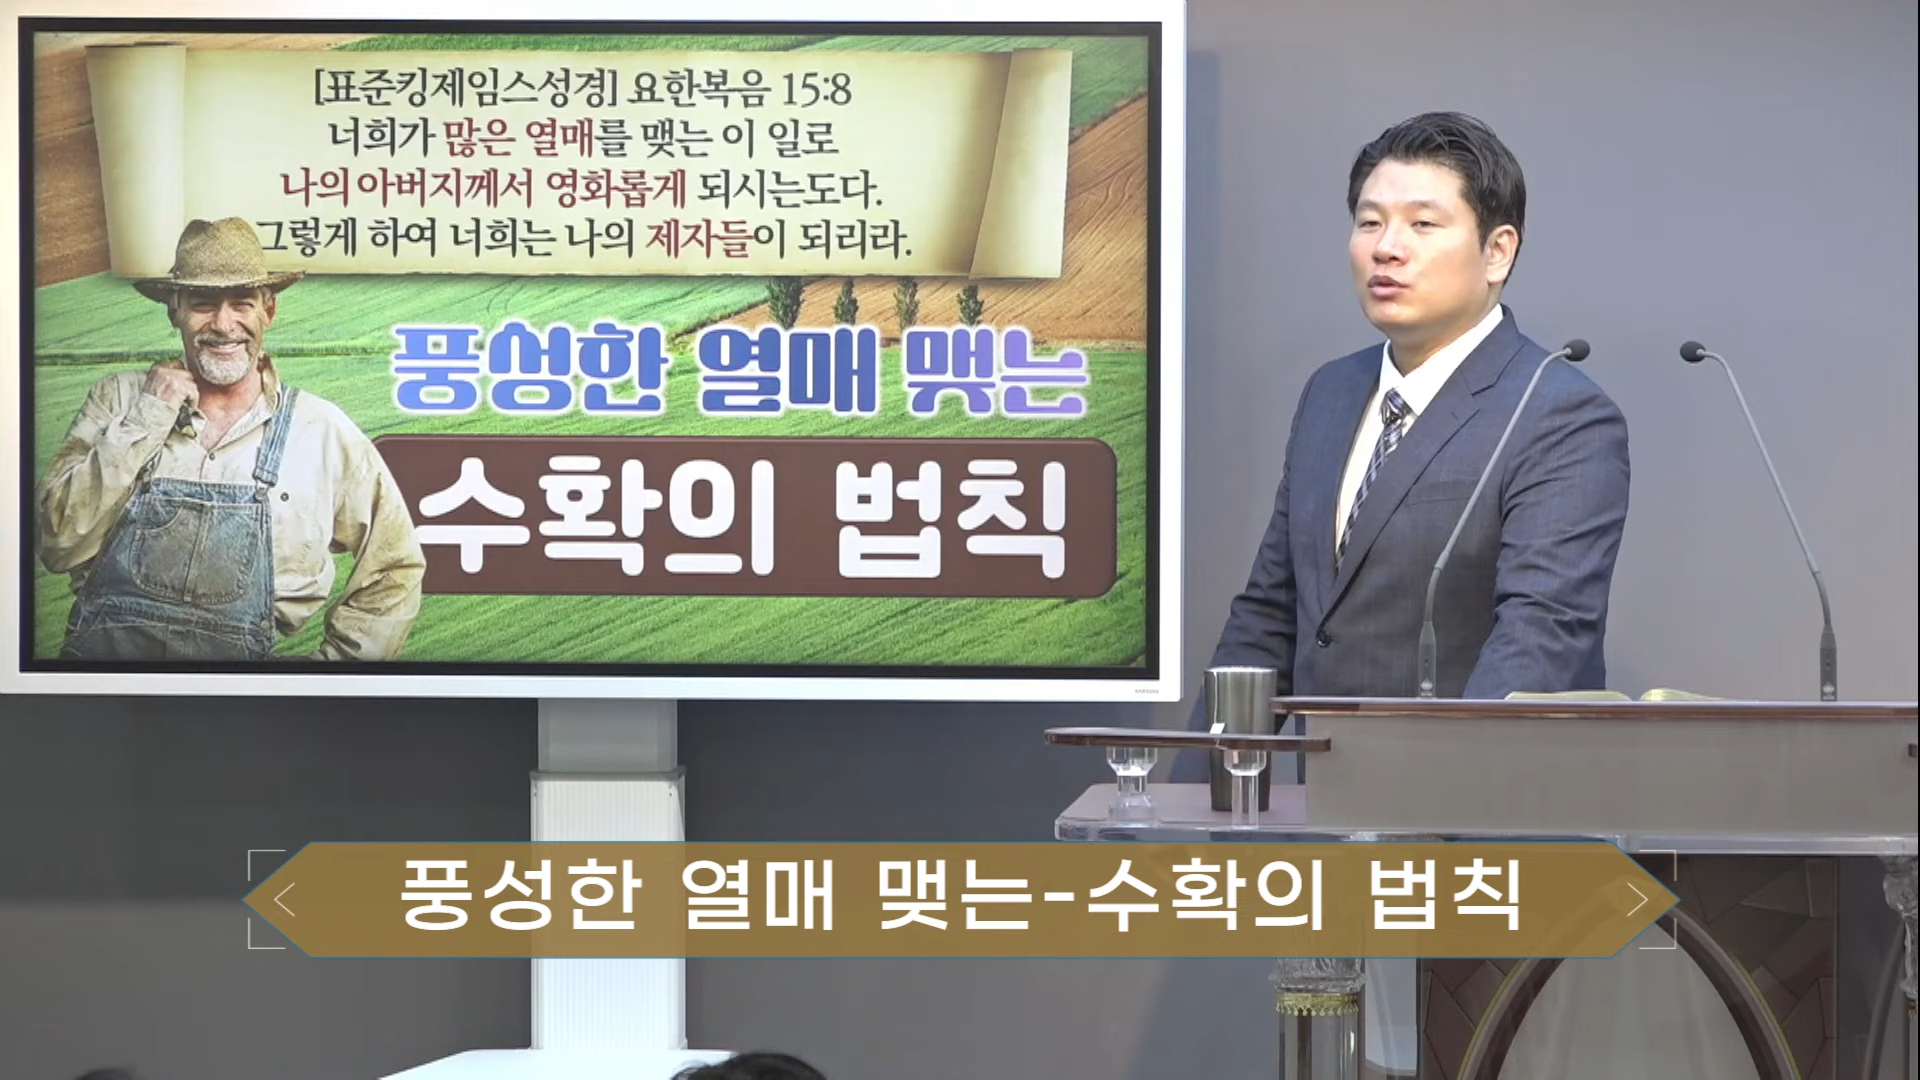 [표준킹제임스성경] 요한복음 15:8
너희가 많은 열매를 맺는 이 일로
나의 아버지께서 영화롭게 되시는도다.
그렇게 하여 너희는 나의 제자들이 되리라.
풍성한 열매 맺는
수확의 법칙
SAMSUNG
풍성한 열매 맺는-수확의 법칙